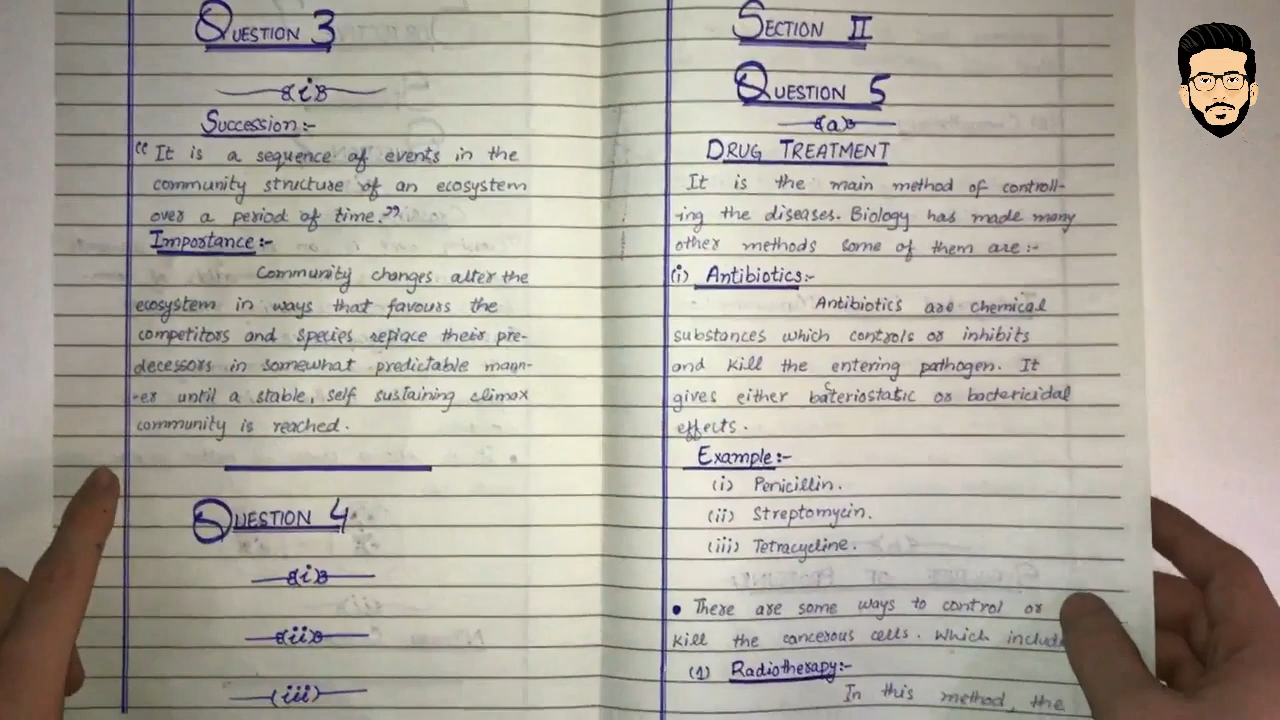 QUESTION 3
(i)
Succession:-
“It is a sequence of events in the
community structure of an ecosystem
over a period of time.”
Importance:-
Community changes alter the
ecosystem in ways that favours the
competitors and species replace their pre-
decessors in somewhat predictable mann-
-er until a stable, self sustaining climax
community is reached.
QUESTION 4
(i)
(ii)
(iii)
SECTION II
QUESTION 5
(a)
DRUG TREATMENT
It is the main method of controll-
-ing the diseases. Biology has made many
other methods some of them are:-
(i) Antibiotics:-
Antibiotics are chemical
substances which controls or inhibits
and kill the entering pathogen. It
gives either bacteriostatic or bactericidal
effects.
Example:-
(i) Penicillin.
(ii) Streptomycin.
(iii) Tetracycline.
• There are some ways to control or
kill the cancerous cells. Which include
(1) Radiotherapy:-
In this method, the